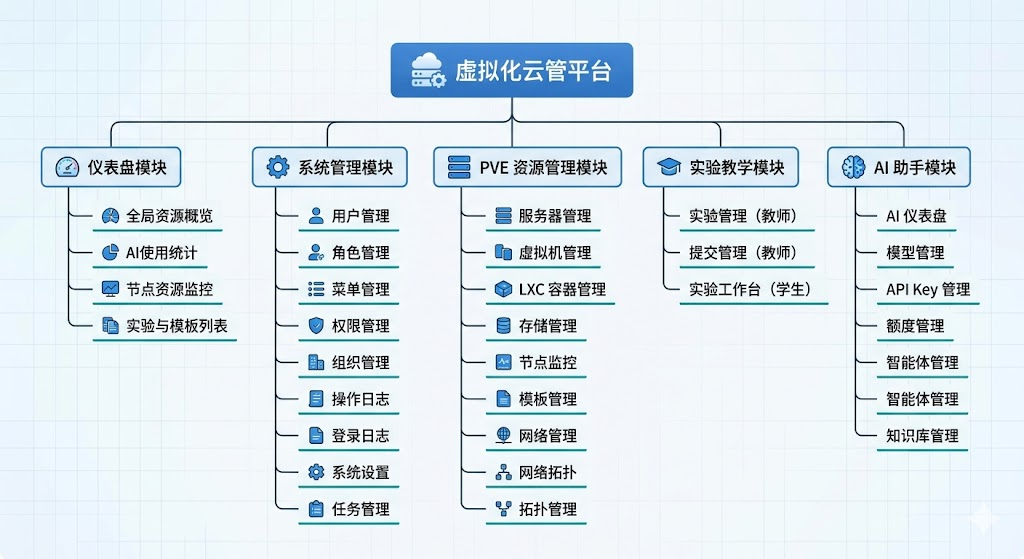 虚拟化云管平台
仪表盘模块
全局资源概览
AI使用统计
节点资源监控
实验与模板列表
系统管理模块
用户管理
角色管理
菜单管理
权限管理
组织管理
操作日志
登录日志
系统设置
任务管理
PVE 资源管理模块
服务器管理
虚拟机管理
LXC 容器管理
存储管理
节点监控
模板管理
网络管理
网络拓扑
拓扑管理
实验教学模块
实验管理（教师）
提交管理（教师）
实验工作台（学生）
AI 助手模块
AI 仪表盘
模型管理
API Key 管理
额度管理
智能体管理
智能体管理
知识库管理